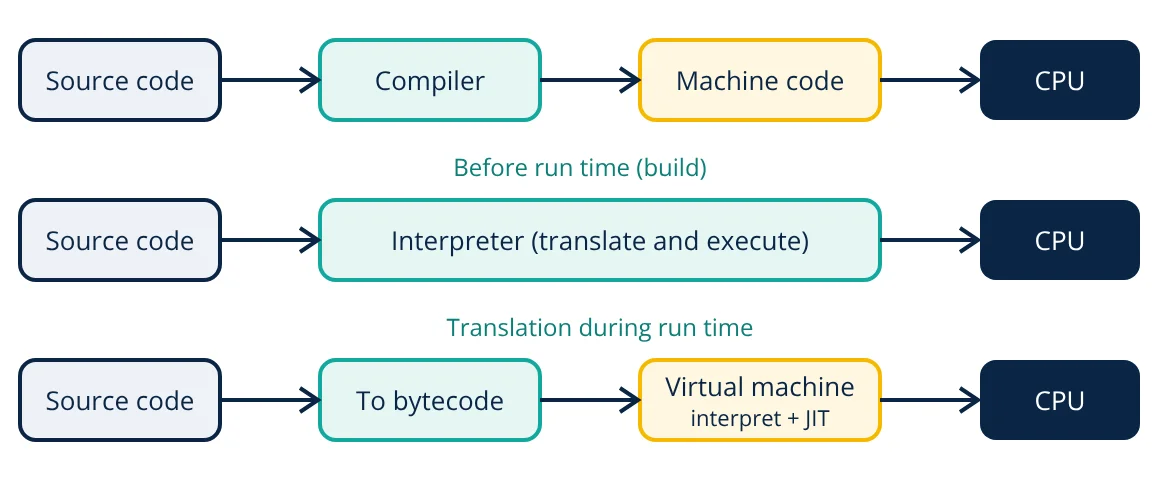 Source code
Compiler
Machine code
CPU
Before run time (build)
Source code
Interpreter (translate and execute)
CPU
Translation during run time
Source code
To bytecode
Virtual machine
interpret + JIT
CPU